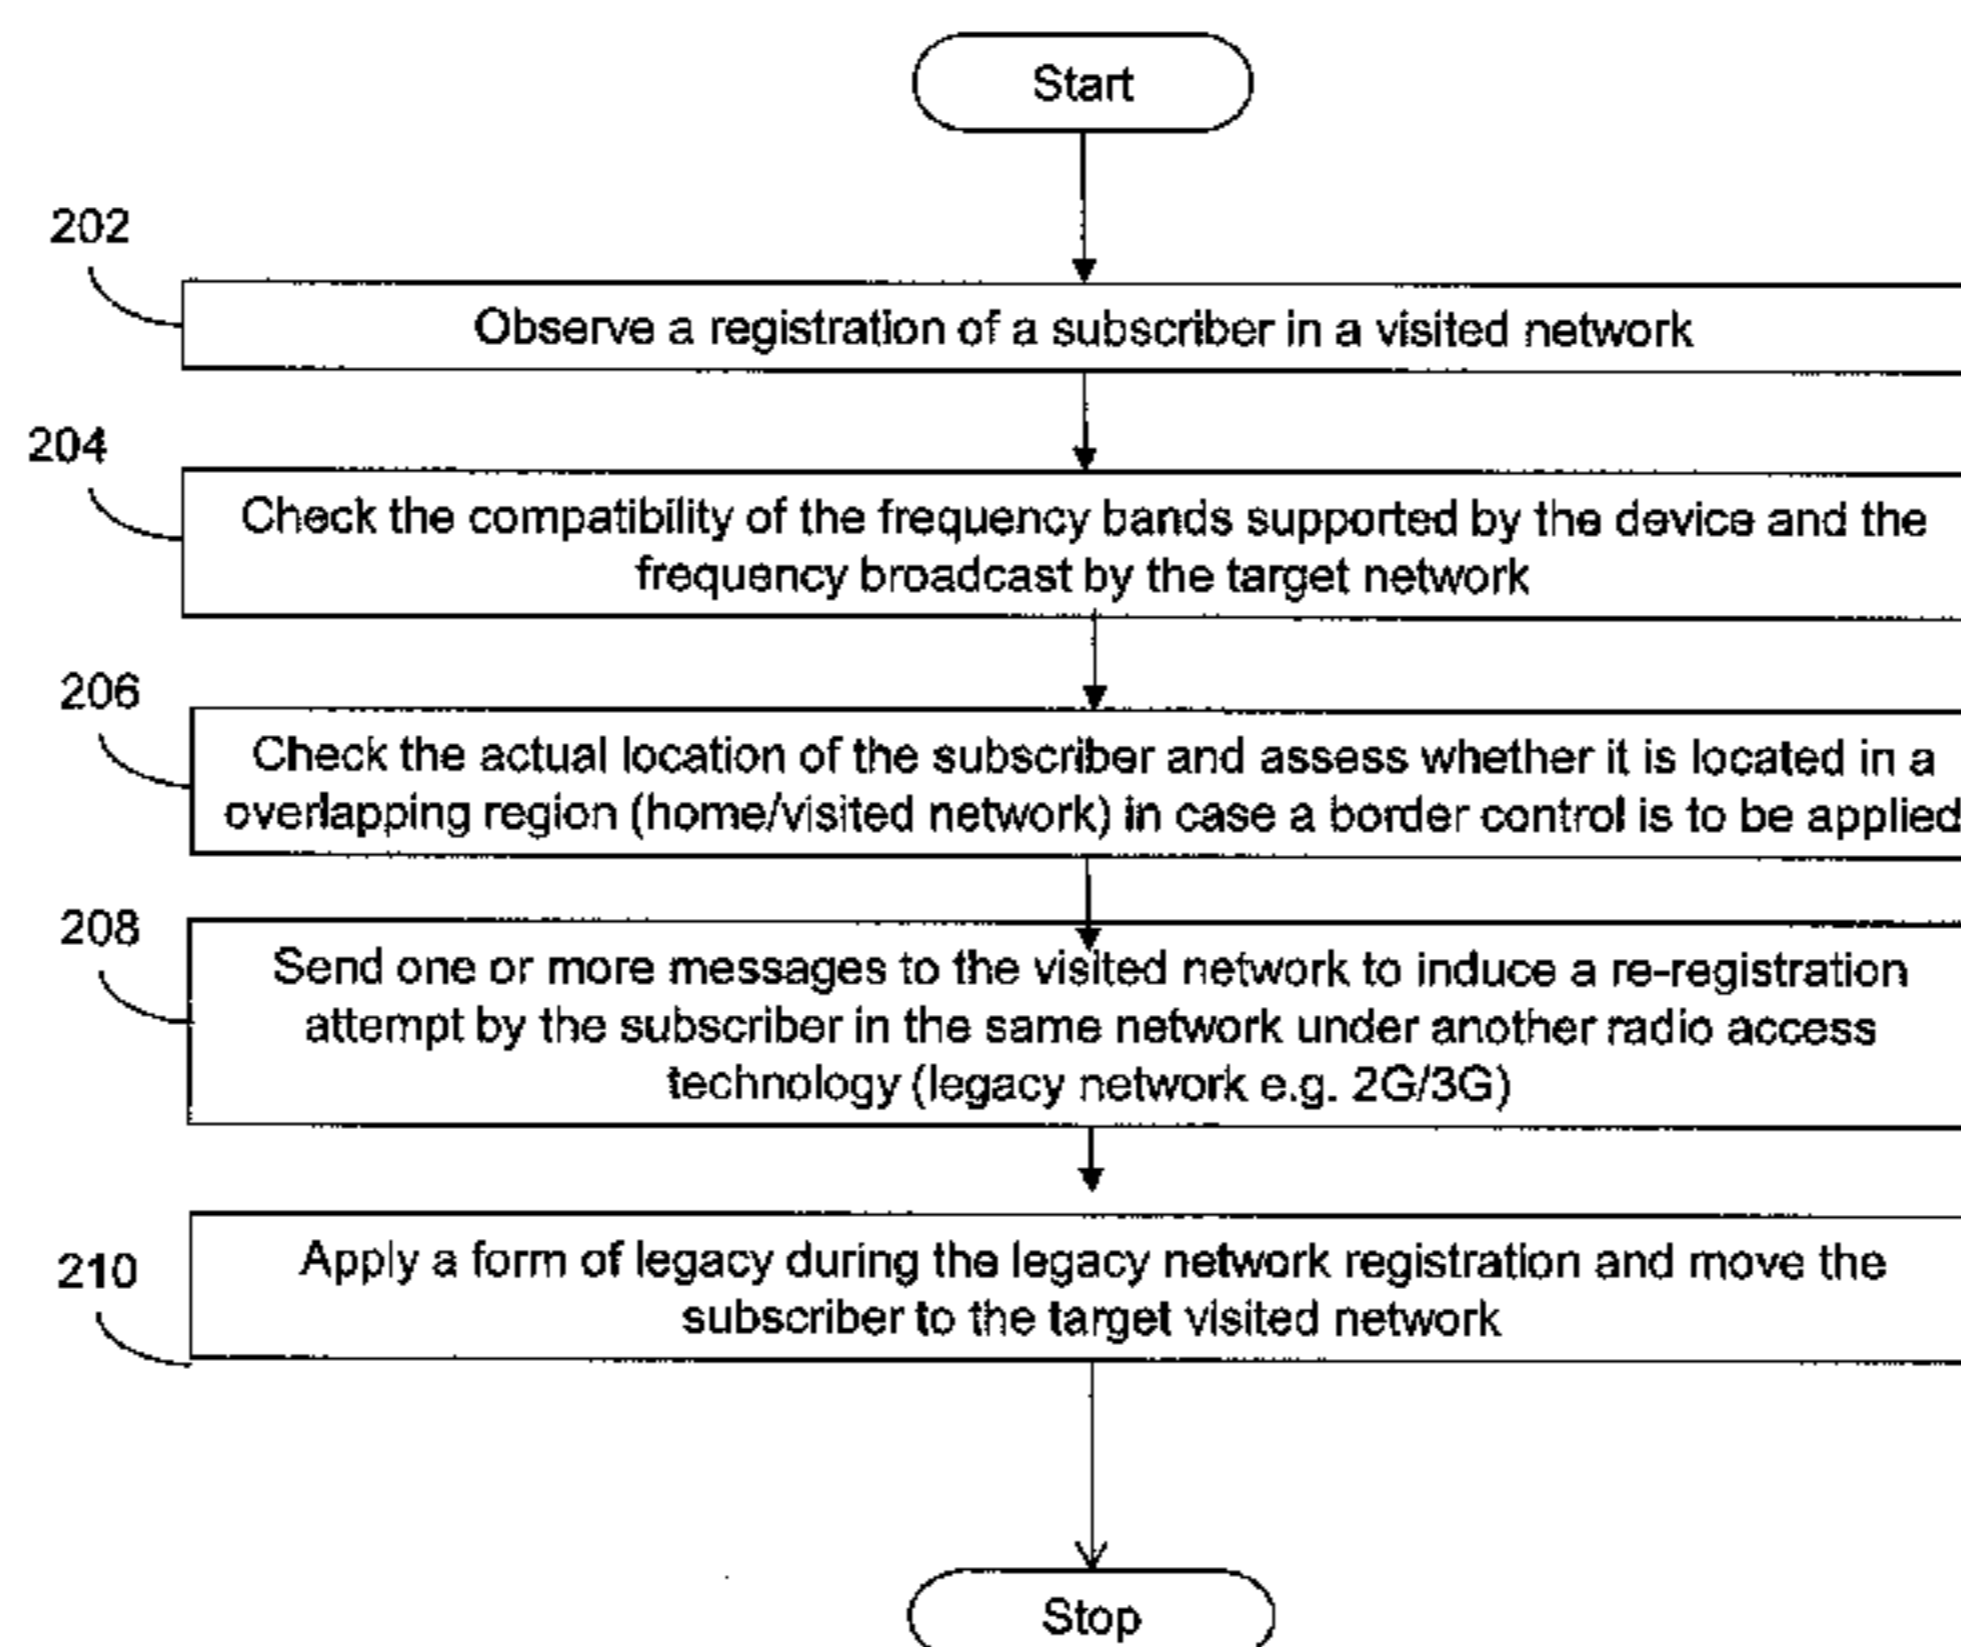 Start
202
Observe a registration of a subscriber in a visited network
204
Check the compatibility of the frequency bands supported by the device and the
frequency broadcast by the target network
206
Check the actual location of the subscriber and assess whether it is located in a
overlapping region (home/visited network) in case a border control is to be applied
208
Send one or more messages to the visited network to induce a re-registration
attempt by the subscriber in the same network under another radio access
technology (legacy network e.g. 2G/3G)
210
Apply a form of legacy during the legacy network registration and move the
subscriber to the target visited network
Stop